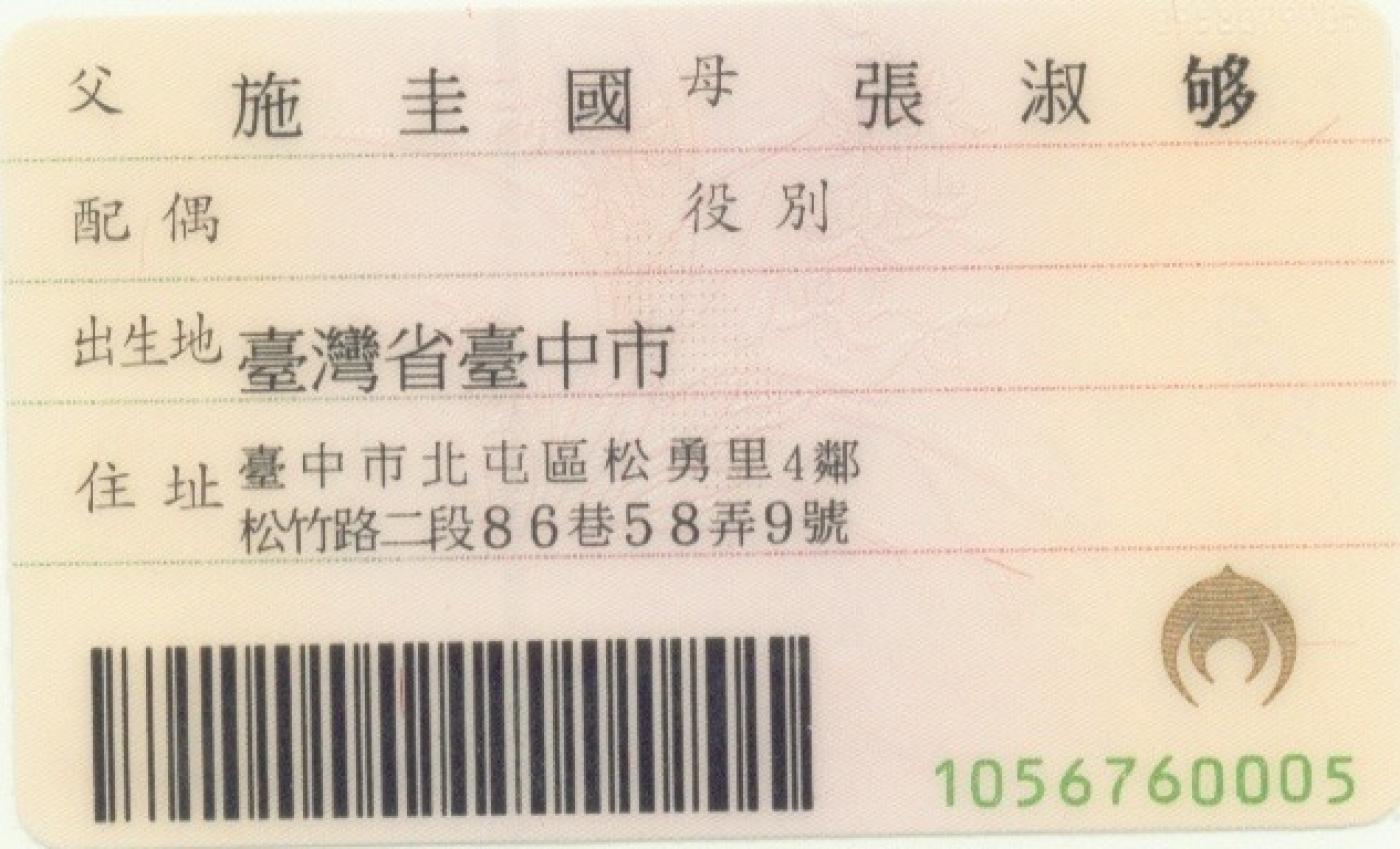 父 施圭國 母 張淑够
配偶 役別
出生地 臺灣省臺中市
住址 臺中市北屯區松勇里4鄰
松竹路二段86巷58弄9號
1056760005